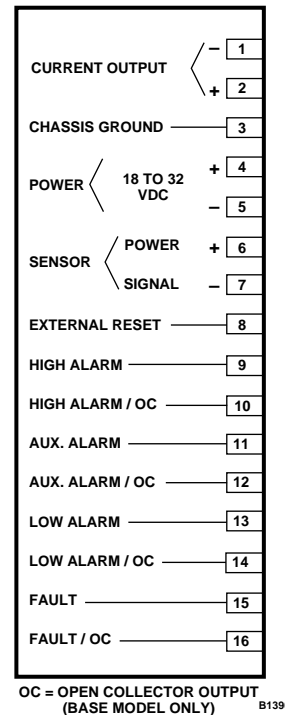 CURRENT OUTPUT
– 1
+ 2
CHASSIS GROUND 3
POWER
18 TO 32
VDC
+ 4
– 5
SENSOR
POWER + 6
SIGNAL – 7
EXTERNAL RESET 8
HIGH ALARM 9
HIGH ALARM / OC 10
AUX. ALARM 11
AUX. ALARM / OC 12
LOW ALARM 13
LOW ALARM / OC 14
FAULT 15
FAULT / OC 16
OC = OPEN COLLECTOR OUTPUT
(BASE MODEL ONLY) B139